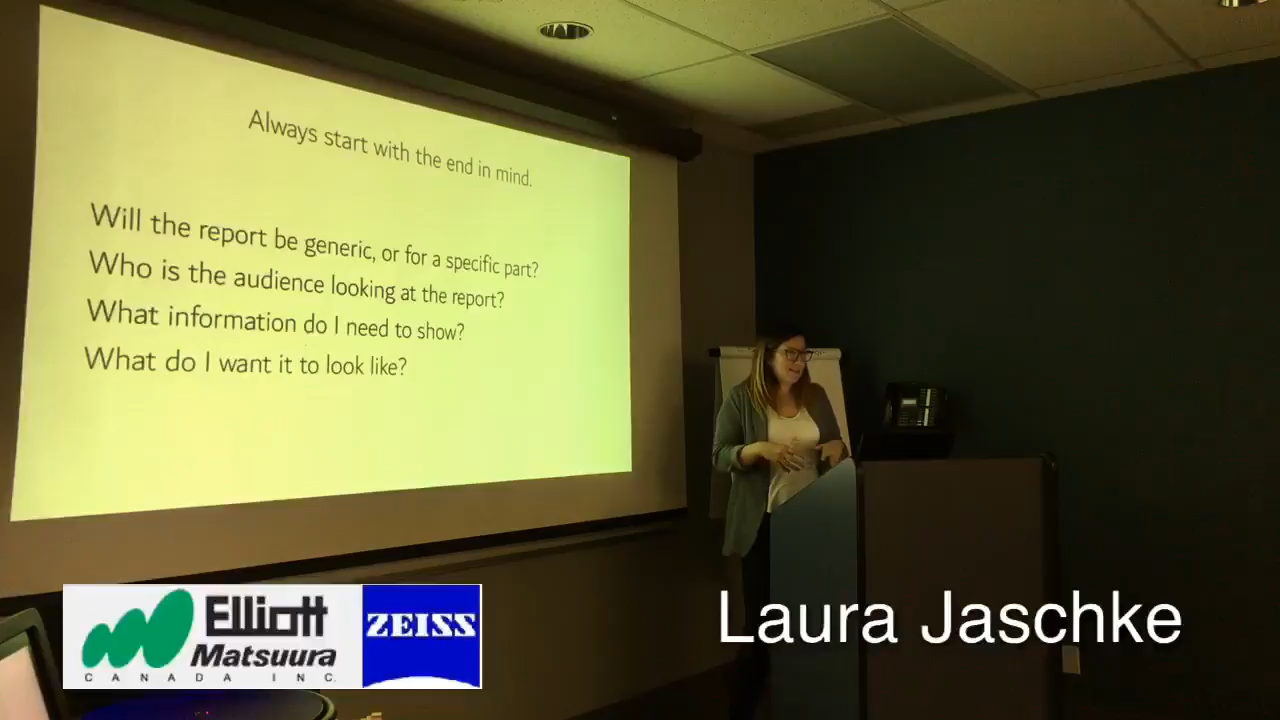 Always start with the end in mind.
Will the report be generic, or for a specific part?
Who is the audience looking at the report?
What information do I need to show?
What do I want it to look like?
Elliott
Matsuura
CANADA INC.
ZEISS
Laura Jaschke